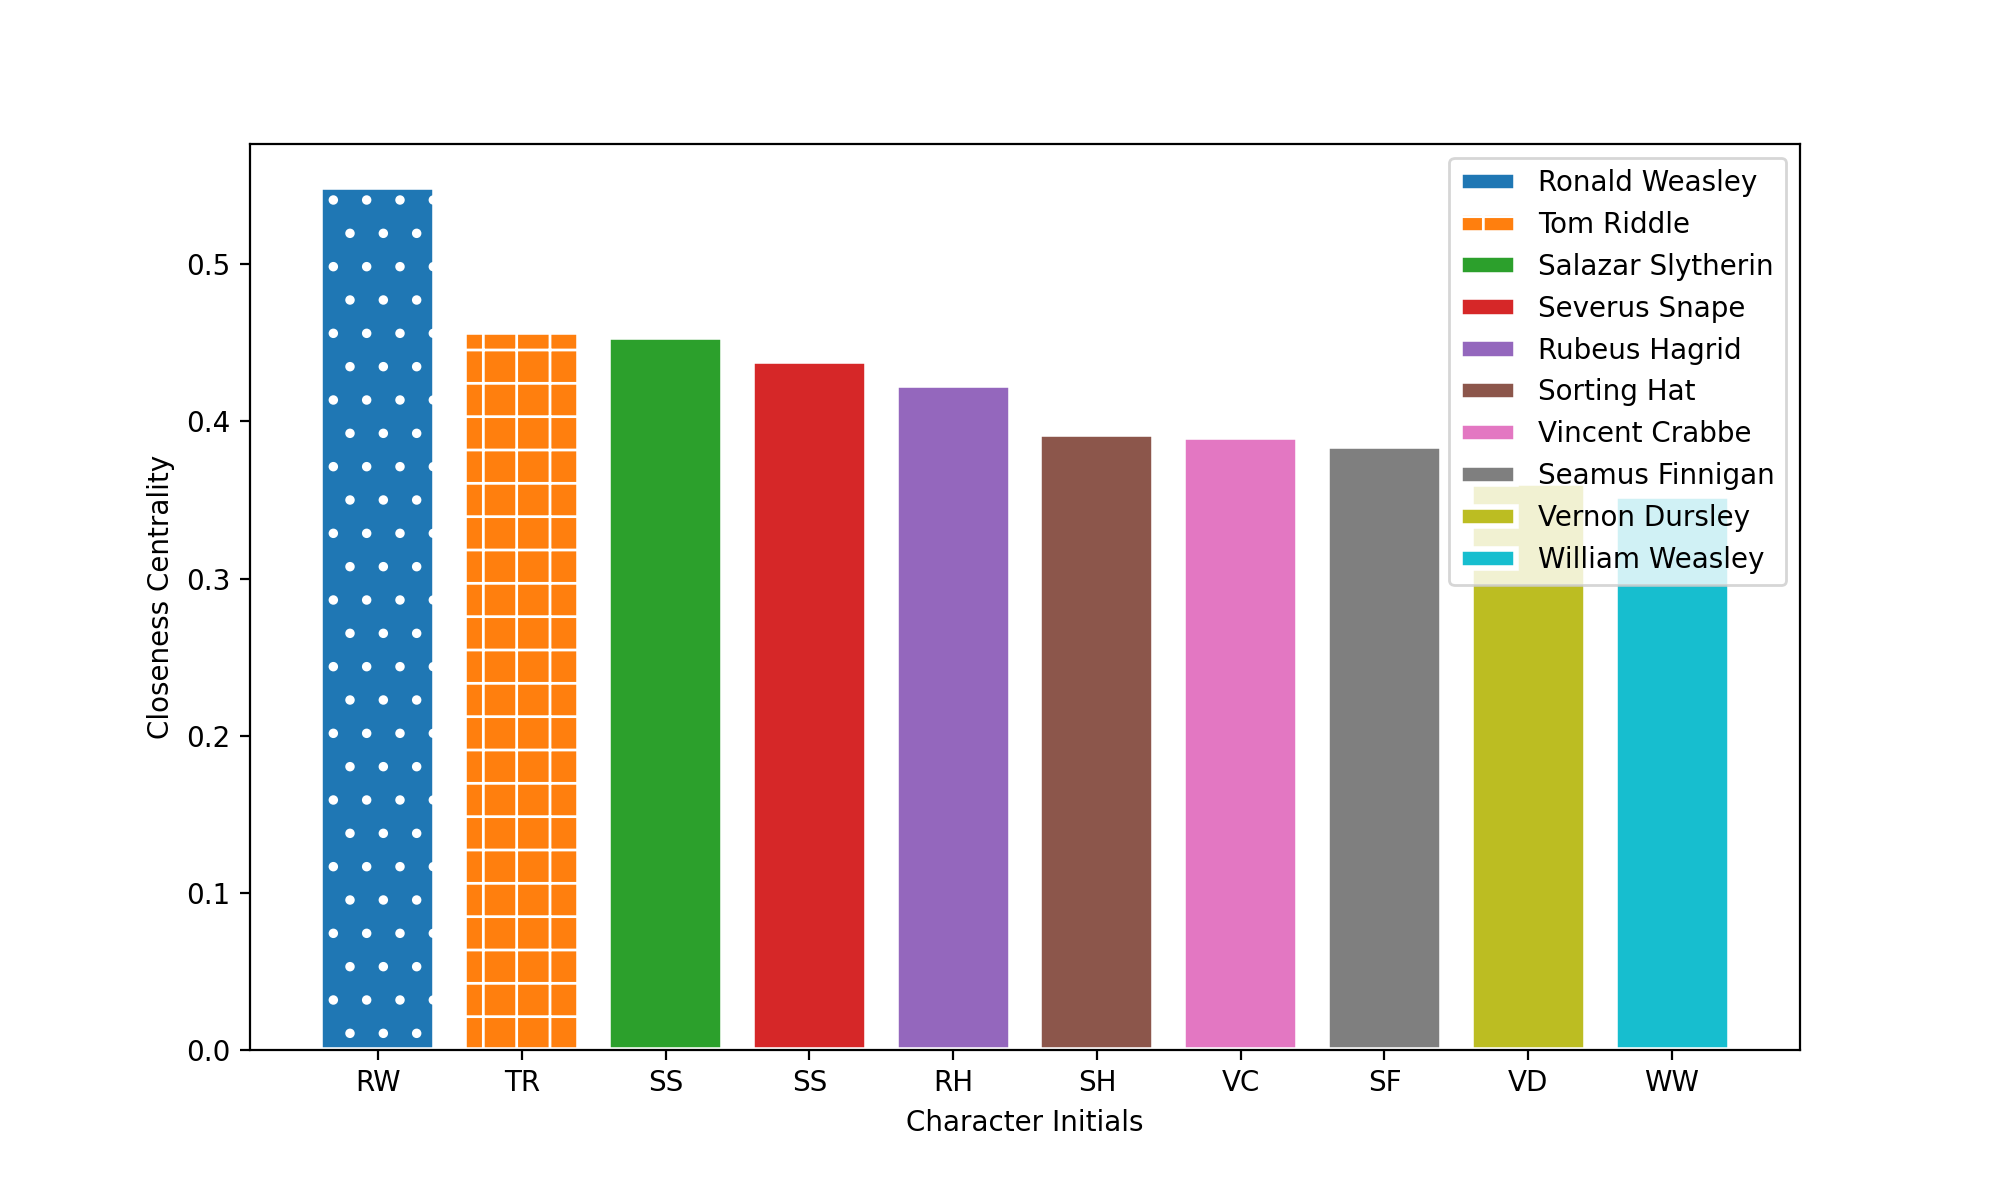 Ronald Weasley
Tom Riddle
Salazar Slytherin
Severus Snape
Rubeus Hagrid
Sorting Hat
Vincent Crabbe
Seamus Finnigan
Vernon Dursley
William Weasley
Closeness Centrality
0.5
0.4
0.3
0.2
0.1
0.0
RW TR SS SS RH SH VC SF VD WW
Character Initials